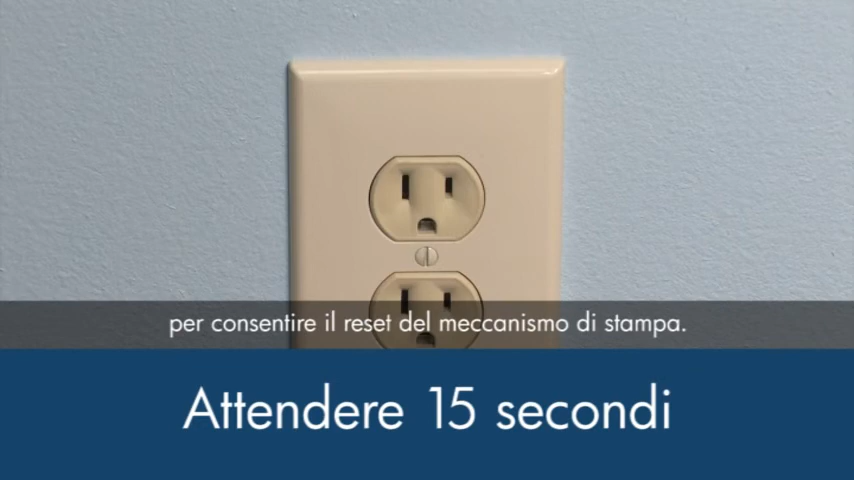 per consentire il reset del meccanismo di stampa.
Attendere 15 secondi